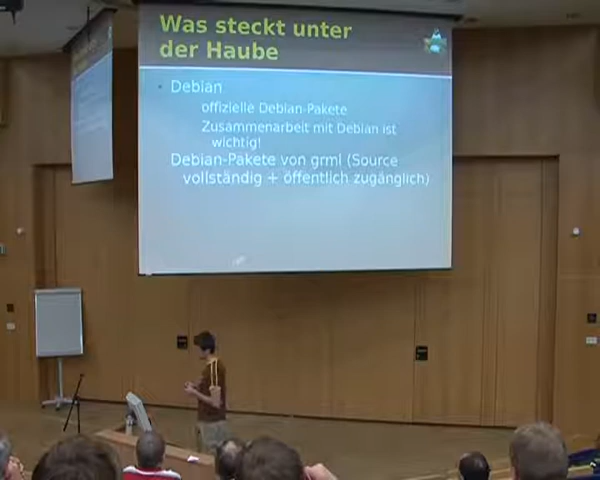 Was steckt unter
der Haube
Debian
offizielle Debian-Pakete
Zusammenarbeit mit Debian ist
wichtig!
Debian-Pakete von grml (Source
vollständig + öffentlich zugänglich)